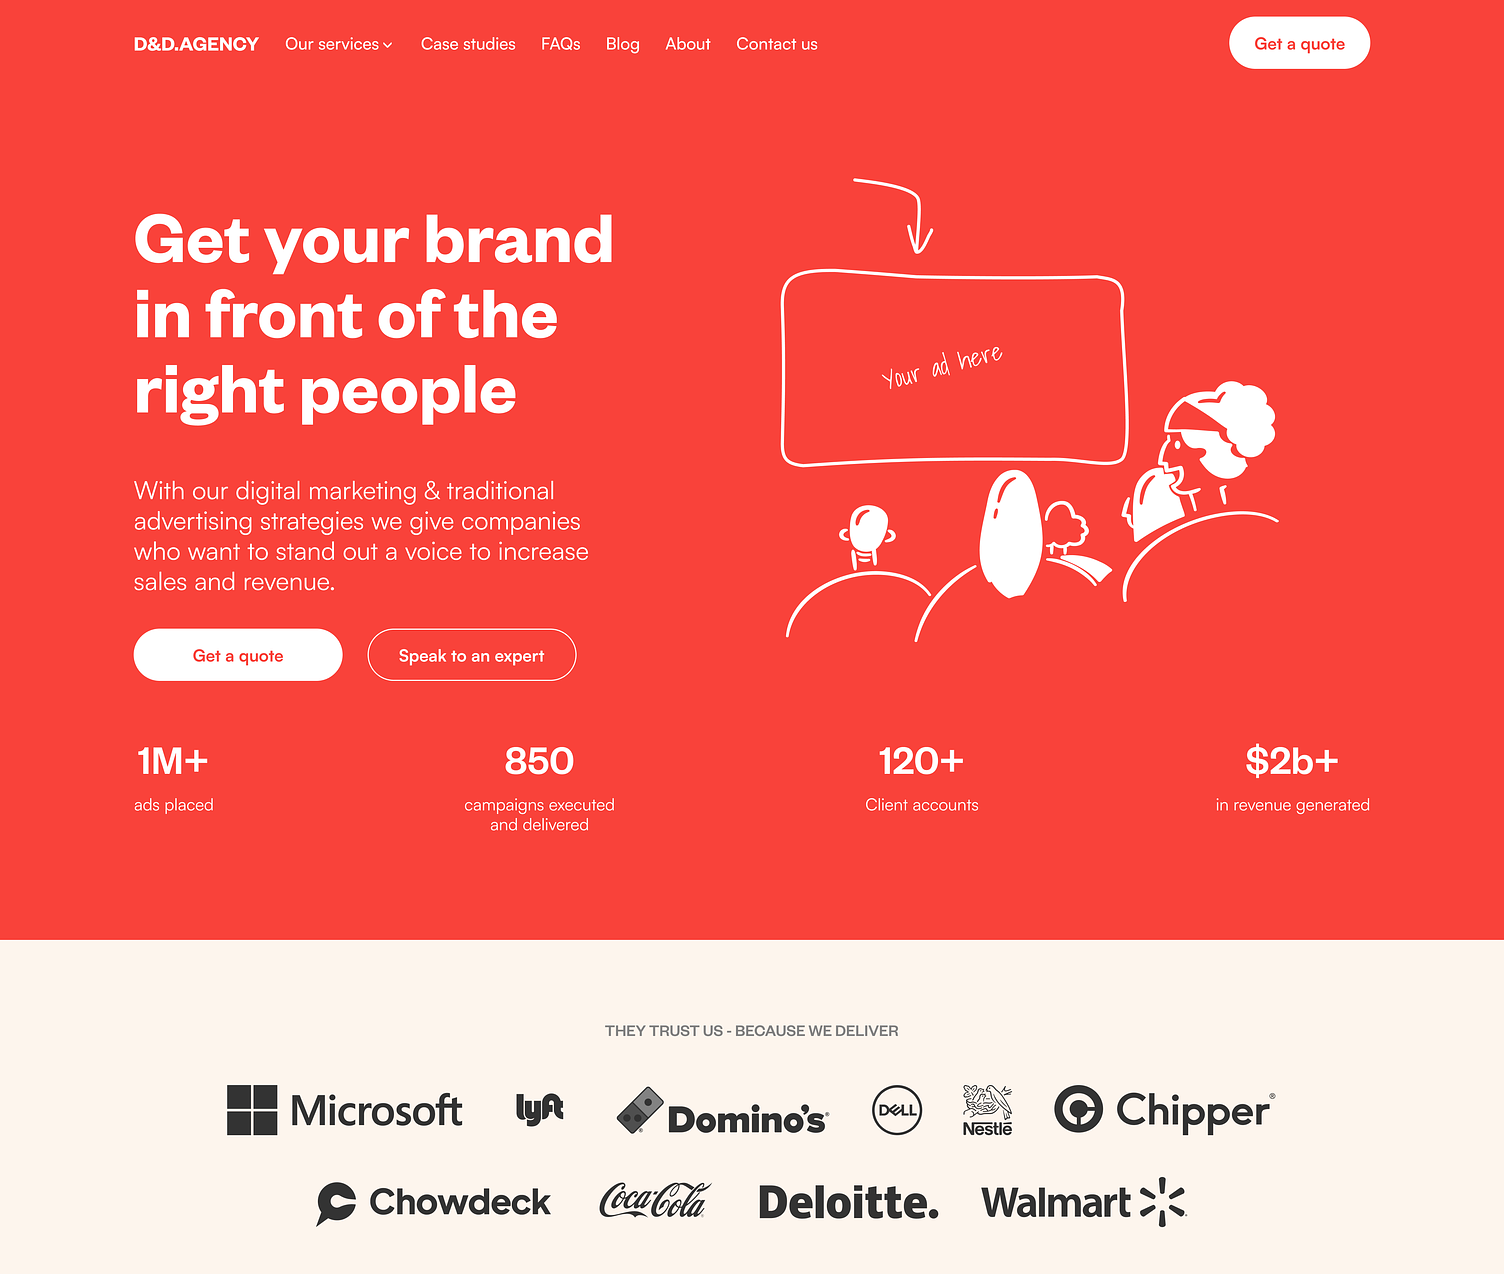 D&D.AGENCY Our services Case studies FAQs Blog About Contact us Get a quote
Get your brand
in front of the
right people
With our digital marketing & traditional
advertising strategies we give companies
who want to stand out a voice to increase
sales and revenue.
Get a quote Speak to an expert
Your ad here
1M+ 850 120+ $2b+
ads placed campaigns executed Client accounts in revenue generated
and delivered
THEY TRUST US - BECAUSE WE DELIVER
Microsoft lyft Domino's® DELL Nestlé Chipper®
Chowdeck Coca-Cola Deloitte. Walmart